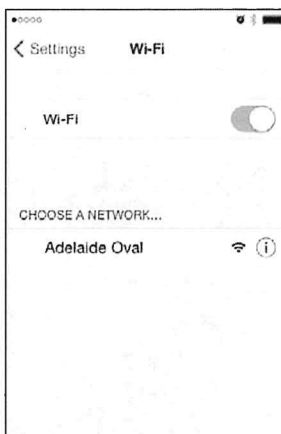 Settings
Wi-Fi
Wi-Fi
CHOOSE A NETWORK...
Adelaide Oval